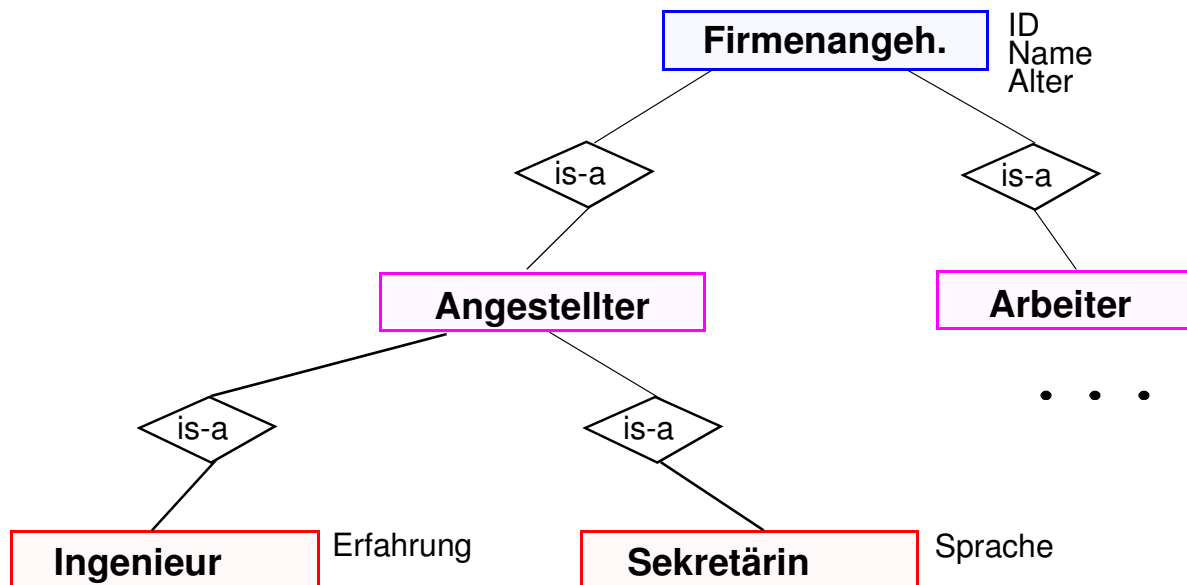 Firmenangeh.
ID
Name
Alter
is-a
is-a
Angestellter
Arbeiter
is-a
is-a
Ingenieur
Erfahrung
Sekretärin
Sprache